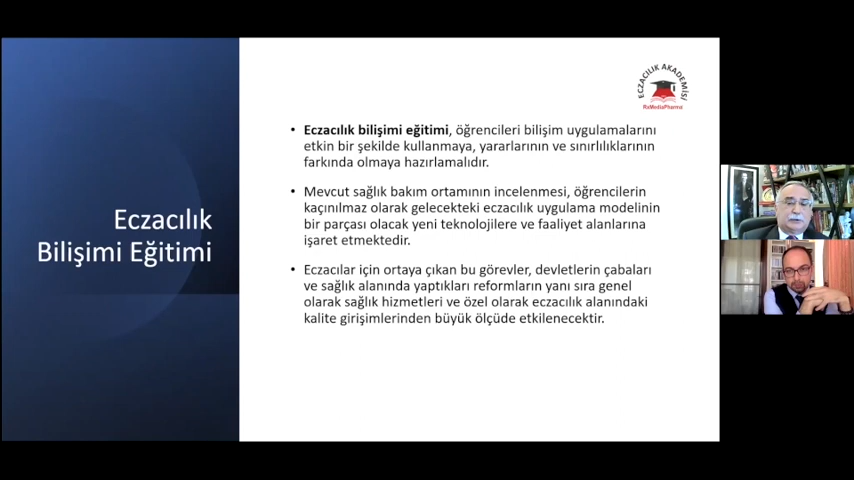 Eczacılık
Bilişimi Eğitimi
ECZACILIK AKADEMİSİ
RxMediaPharma
• Eczacılık bilişimi eğitimi, öğrencileri bilişim uygulamalarını
etkin bir şekilde kullanmaya, yararlarının ve sınırlılıklarının
farkında olmaya hazırlamalıdır.
• Mevcut sağlık bakım ortamının incelenmesi, öğrencilerin
kaçınılmaz olarak gelecekteki eczacılık uygulama modelinin
bir parçası olacak yeni teknolojilere ve faaliyet alanlarına
işaret etmektedir.
• Eczacılar için ortaya çıkan bu görevler, devletlerin çabaları
ve sağlık alanında yaptıkları reformların yanı sıra genel
olarak sağlık hizmetleri ve özel olarak eczacılık alanındaki
kalite girişimlerinden büyük ölçüde etkilenecektir.